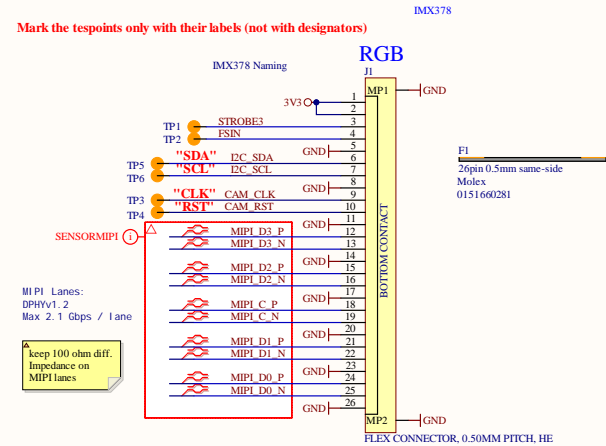 IMX378
Mark the tespoints only with their labels (not with designators)
RGB
IMX378 Naming
J1
MP1
GND
3V3
1
2
TP1
STROBE3
3
TP2
FSIN
4
GND
5
"SDA"
TP5
I2C_SDA
6
"SCL"
TP6
I2C_SCL
7
GND
8
"CLK"
TP3
CAM_CLK
9
"RST"
TP4
CAM_RST
10
GND
11
SENSORMIPI
i
MIPI_D3_P
12
MIPI_D3_N
13
GND
14
MIPI_D2_P
15
MIPI_D2_N
16
GND
17
MIPI_C_P
18
MIPI_C_N
19
GND
20
MIPI_D1_P
21
MIPI_D1_N
22
GND
23
MIPI_D0_P
24
MIPI_D0_N
25
GND
26
BOTTOM CONTACT
MP2
GND
FLEX CONNECTOR, 0.50MM PITCH, HE
F1
26pin 0.5mm same-side
Molex
0151660281
MIPI Lanes:
DPHYv1.2
Max 2.1 Gbps / lane
keep 100 ohm diff.
Impedance on
MIPI lanes